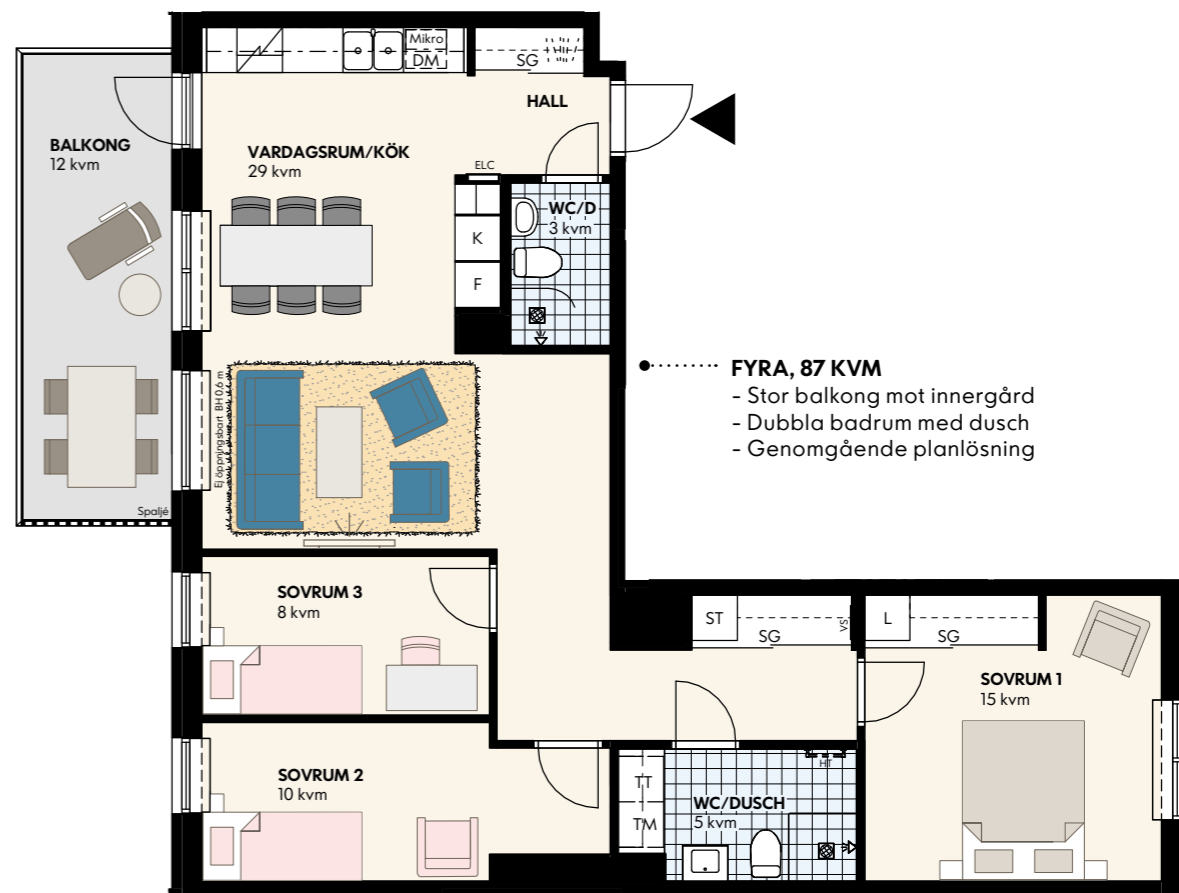 Mikro
DM
SG
HALL
BALKONG
12 kvm
VARDAGSRUM/KÖK
29 kvm
ELC
WC/D
3 kvm
K
F
FYRA, 87 KVM
- Stor balkong mot innergård
- Dubbla badrum med dusch
- Genomgående planlösning
Ej öppningsbart BH 0,6 m
Spaljé
SOVRUM 3
8 kvm
ST
SG
VS
L
SG
SOVRUM 1
15 kvm
SOVRUM 2
10 kvm
TT
TM
HT
WC/DUSCH
5 kvm